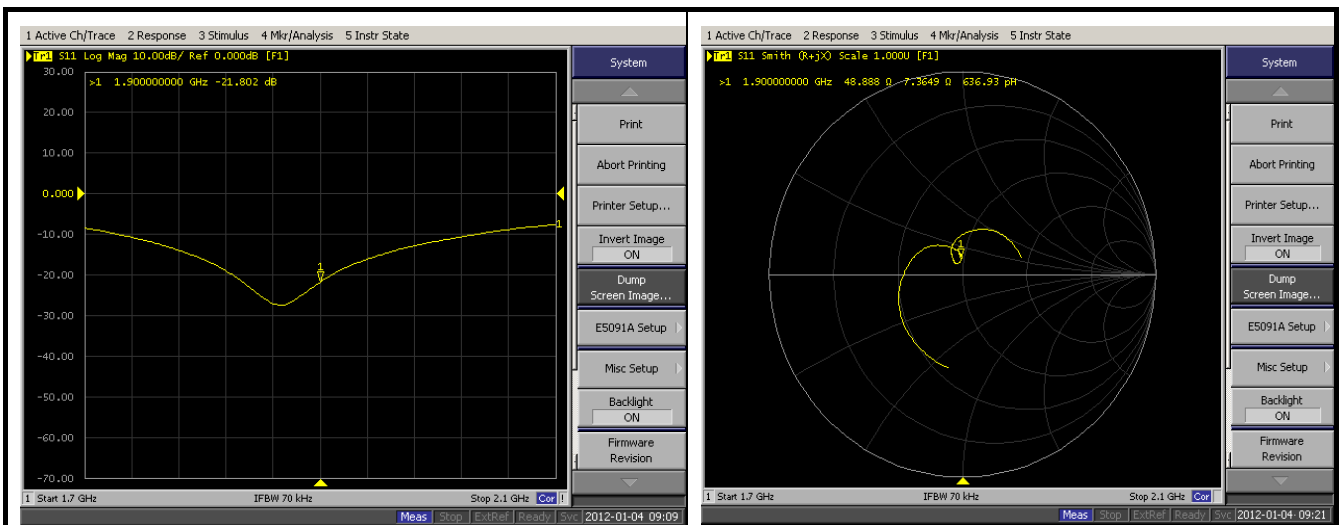 1 Active Ch/Trace 2 Response 3 Stimulus 4 Mkr/Analysis 5 Instr State
Tr1 S11 Log Mag 10.00dB/ Ref 0.000dB [F1]
>1 1.900000000 GHz -21.802 dB
30.00
20.00
10.00
0.000
-10.00
-20.00
-30.00
-40.00
-50.00
-60.00
-70.00
1
1
System
Print
Abort Printing
Printer Setup...
Invert Image
ON
Dump
Screen Image...
E5091A Setup
Misc Setup
Backlight
ON
Firmware
Revision
1 Start 1.7 GHz IFBW 70 kHz Stop 2.1 GHz Cor !
Meas Stop ExtRef Ready Svc 2012-01-04 09:09
1 Active Ch/Trace 2 Response 3 Stimulus 4 Mkr/Analysis 5 Instr State
Tr1 S11 Smith (R+jX) Scale 1.000U [F1]
>1 1.900000000 GHz 48.888 Ω 7.3649 Ω 636.93 pH
1
System
Print
Abort Printing
Printer Setup...
Invert Image
ON
Dump
Screen Image...
E5091A Setup
Misc Setup
Backlight
ON
Firmware
Revision
1 Start 1.7 GHz IFBW 70 kHz Stop 2.1 GHz Cor
Meas Stop ExtRef Ready Svc 2012-01-04 09:21